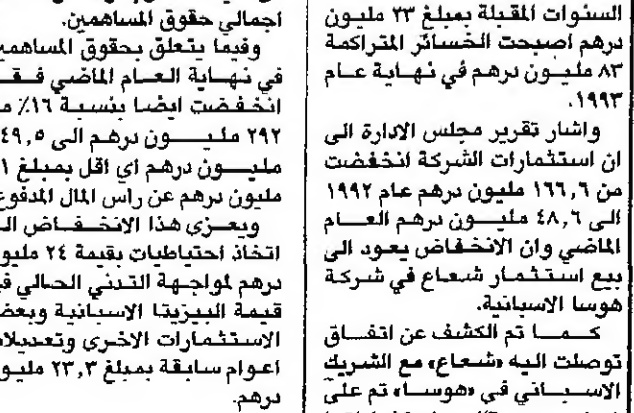 السنوات المقبلة بمبلغ ٢٣ مليون
درهم اصبحت الخسائر المتراكمة
٨٣ مليون درهم في نهاية عام
١٩٩٣.
واشار تقرير مجلس الادارة الى
ان استثمارات الشركة انخفضت
من ١٦٦,٦ مليون درهم عام ١٩٩٢
الى ٤٨,٦ مليون درهم العام
الماضي وان الانخفاض يعود الى
بيع استثمار شعاع في شركة
هوسا الاسبانية.
كما تم الكشف عن اتفاق
توصلت اليه «شعاع» مع الشريك
الاسباني في «هوسا» تم على
اجمالي حقوق المساهمين.
وفيما يتعلق بحقوق المساهمين
في نهاية العام الماضي فقد
انخفضت ايضا بنسبة ١٦٪ من
٢٩٢ مليون درهم الى ٤٩,٥
مليون درهم اي اقل بمبلغ ١
مليون درهم عن راس المال المدفوع
ويعزى هذا الانخفاض الى
اتخاذ احتياطيات بقيمة ٢٤ مليون
درهم لمواجهة التدني الحالي في
قيمة البيزيتا الاسبانية وبعض
الاستثمارات الاخرى وتعديلات
اعوام سابقة بمبلغ ٢٣,٣ مليون
درهم.